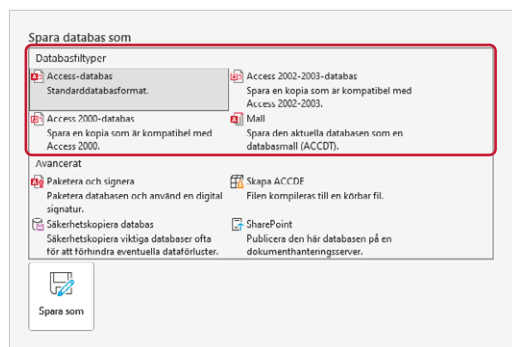 Spara databas som
Databasfiltyper
Access-databas
Standarddatabasformat.
Access 2002-2003-databas
Spara en kopia som är kompatibel med
Access 2002-2003.
Access 2000-databas
Spara en kopia som är kompatibel med
Access 2000.
Mall
Spara den aktuella databasen som en
databasmall (ACCDT).
Avancerat
Paketera och signera
Paketera databasen och använd en digital
signatur.
Skapa ACCDE
Filen kompileras till en körbar fil.
Säkerhetskopiera databas
Säkerhetskopiera viktiga databaser ofta
för att förhindra eventuella dataförluster.
SharePoint
Publicera den här databasen på en
dokumenthanteringsserver.
Spara som